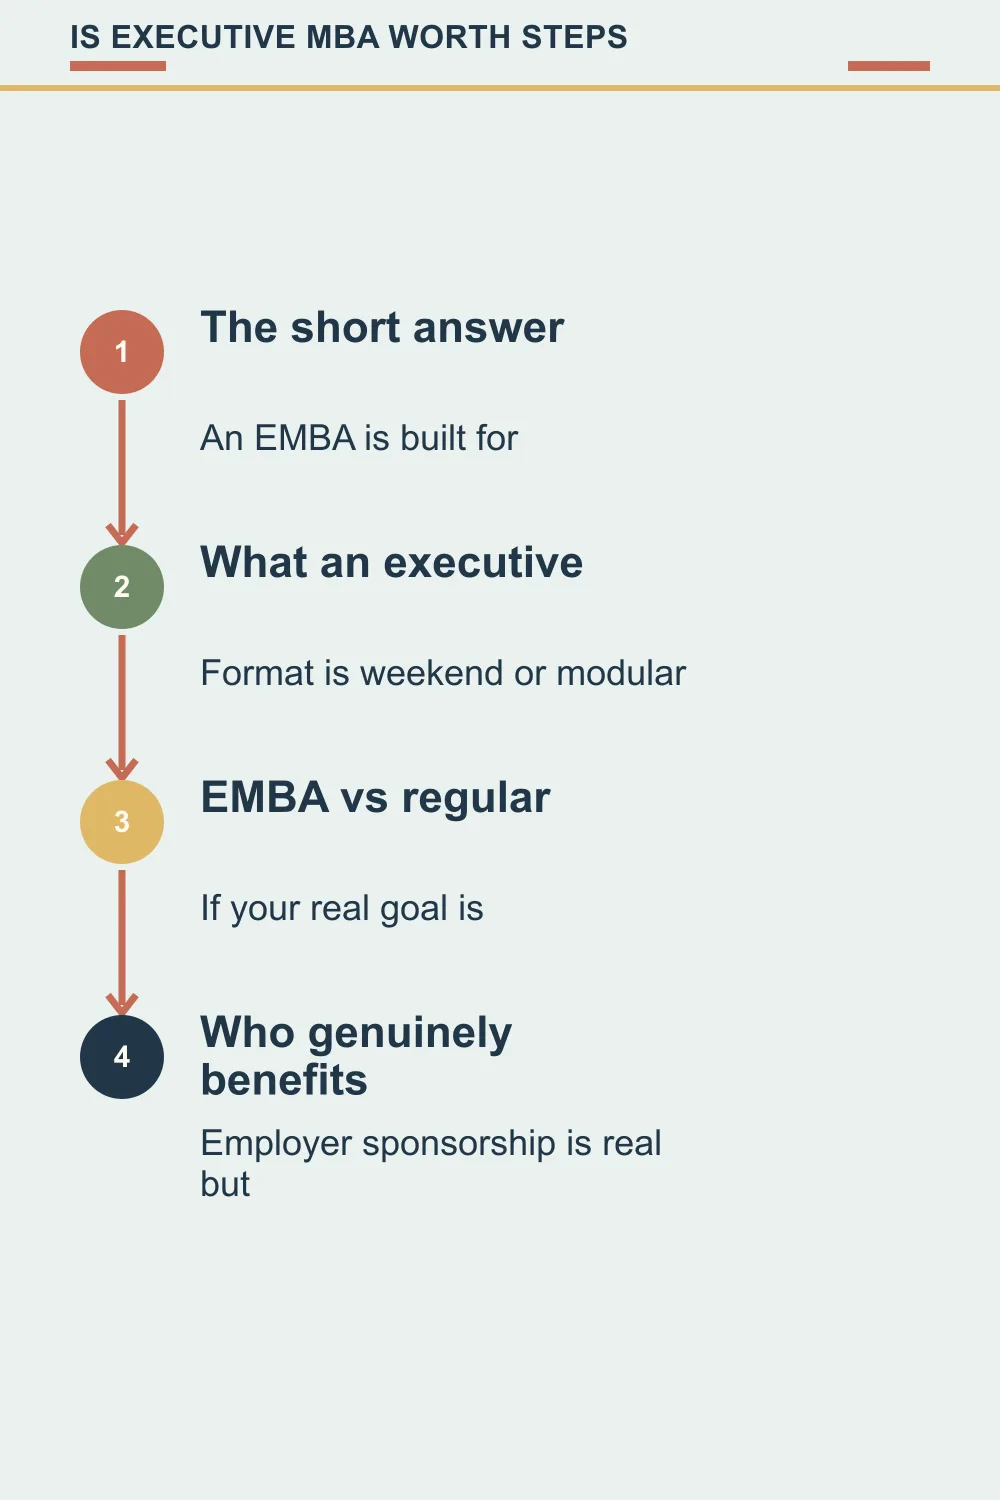 IS EXECUTIVE MBA WORTH STEPS
1
The short answer
An EMBA is built for
2
What an executive
Format is weekend or modular
3
EMBA vs regular
If your real goal is
4
Who genuinely
benefits
Employer sponsorship is real
but